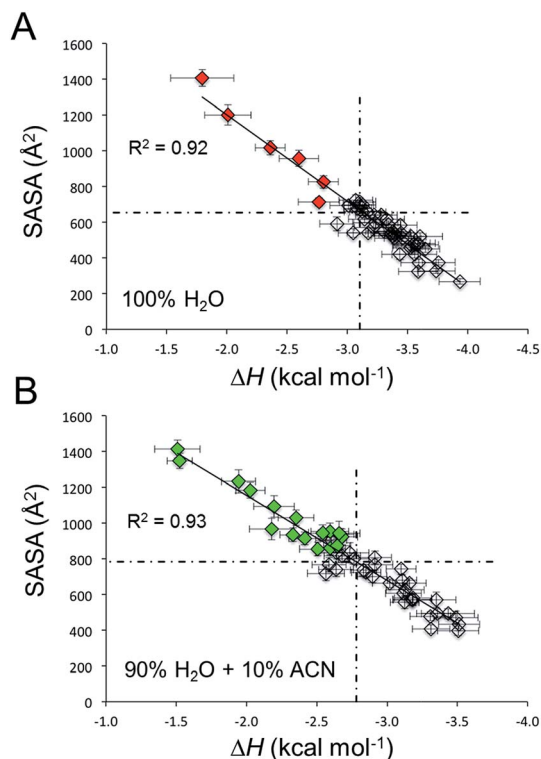 A
1600
1400
1200
1000
800
600
400
200
0
SASA (Å²)
R² = 0.92
100% H₂O
-1.0 -1.5 -2.0 -2.5 -3.0 -3.5 -4.0 -4.5
ΔH (kcal mol⁻¹)
B
1600
1400
1200
1000
800
600
400
200
0
SASA (Å²)
R² = 0.93
90% H₂O + 10% ACN
-1.0 -1.5 -2.0 -2.5 -3.0 -3.5 -4.0
ΔH (kcal mol⁻¹)